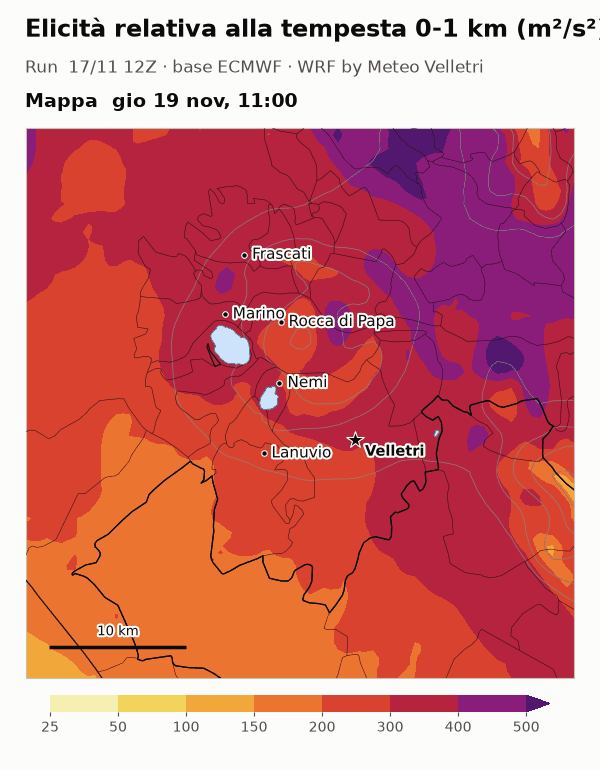 Elicità relativa alla tempesta 0-1 km (m²/s²)
Run 17/11 12Z · base ECMWF · WRF by Meteo Velletri
Mappa gio 19 nov, 11:00
Frascati
Marino
Rocca di Papa
Nemi
Velletri
Lanuvio
10 km
25 50 100 150 200 300 400 500